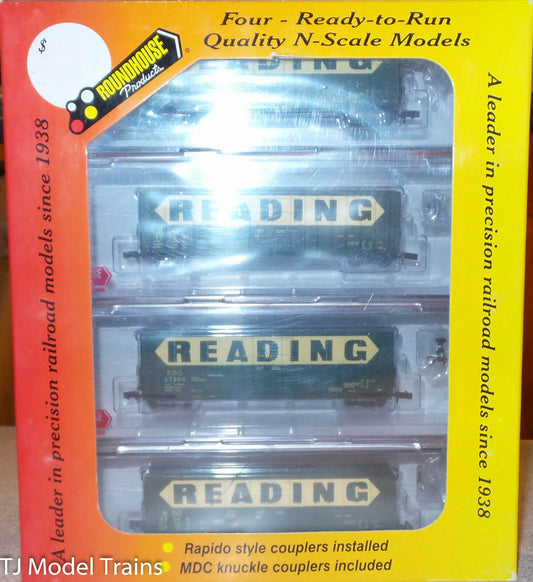 $
ROUNDHOUSE
Products
®
Four - Ready-to-Run
Quality N-Scale Models
A leader in precision railroad models since 1938
A leader in precision railroad models since 1938
READING
READING
READING
RDG
17160
READING
Rapido style couplers installed
MDC knuckle couplers included
TJ Model Trains